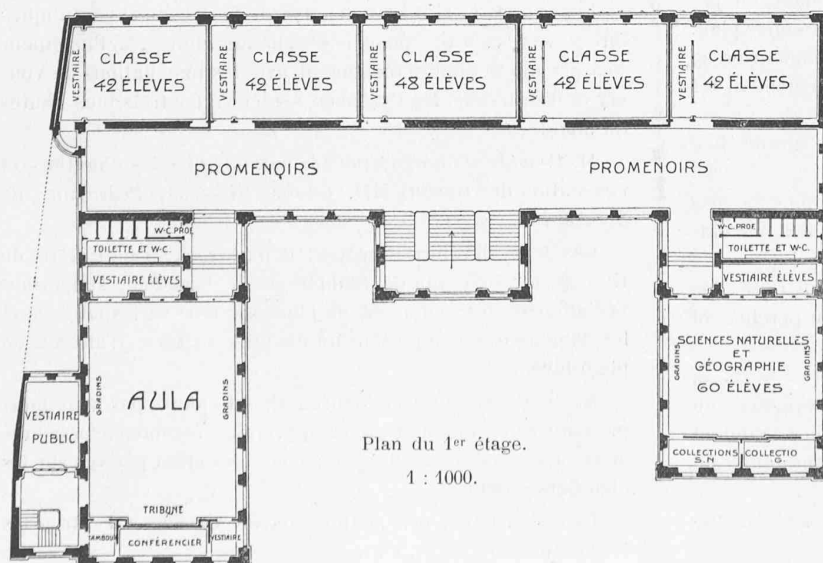 VESTIAIRE
CLASSE
42 ÉLÈVES
VESTIAIRE
CLASSE
42 ÉLÈVES
VESTIAIRE
CLASSE
48 ÉLÈVES
VESTIAIRE
CLASSE
42 ÉLÈVES
VESTIAIRE
CLASSE
42 ÉLÈVES
PROMENOIRS
PROMENOIRS
W-C. PROF.
TOILETTE ET W-C.
VESTIAIRE ÉLÈVES
W-C. PROF.
TOILETTE ET W-C.
VESTIAIRE ÉLÈVES
GRADINS
AULA
GRADINS
GRADINS
SCIENCES NATURELLES
ET
GÉOGRAPHIE
60 ÉLÈVES
GRADINS
VESTIAIRE
PUBLIC
Plan du 1er étage.
1 : 1000.
COLLECTIONS
S.N.
COLLECTIO
G.
TRIBUNE
TAMBOUR
CONFÉRENCIER
VESTIAIRE